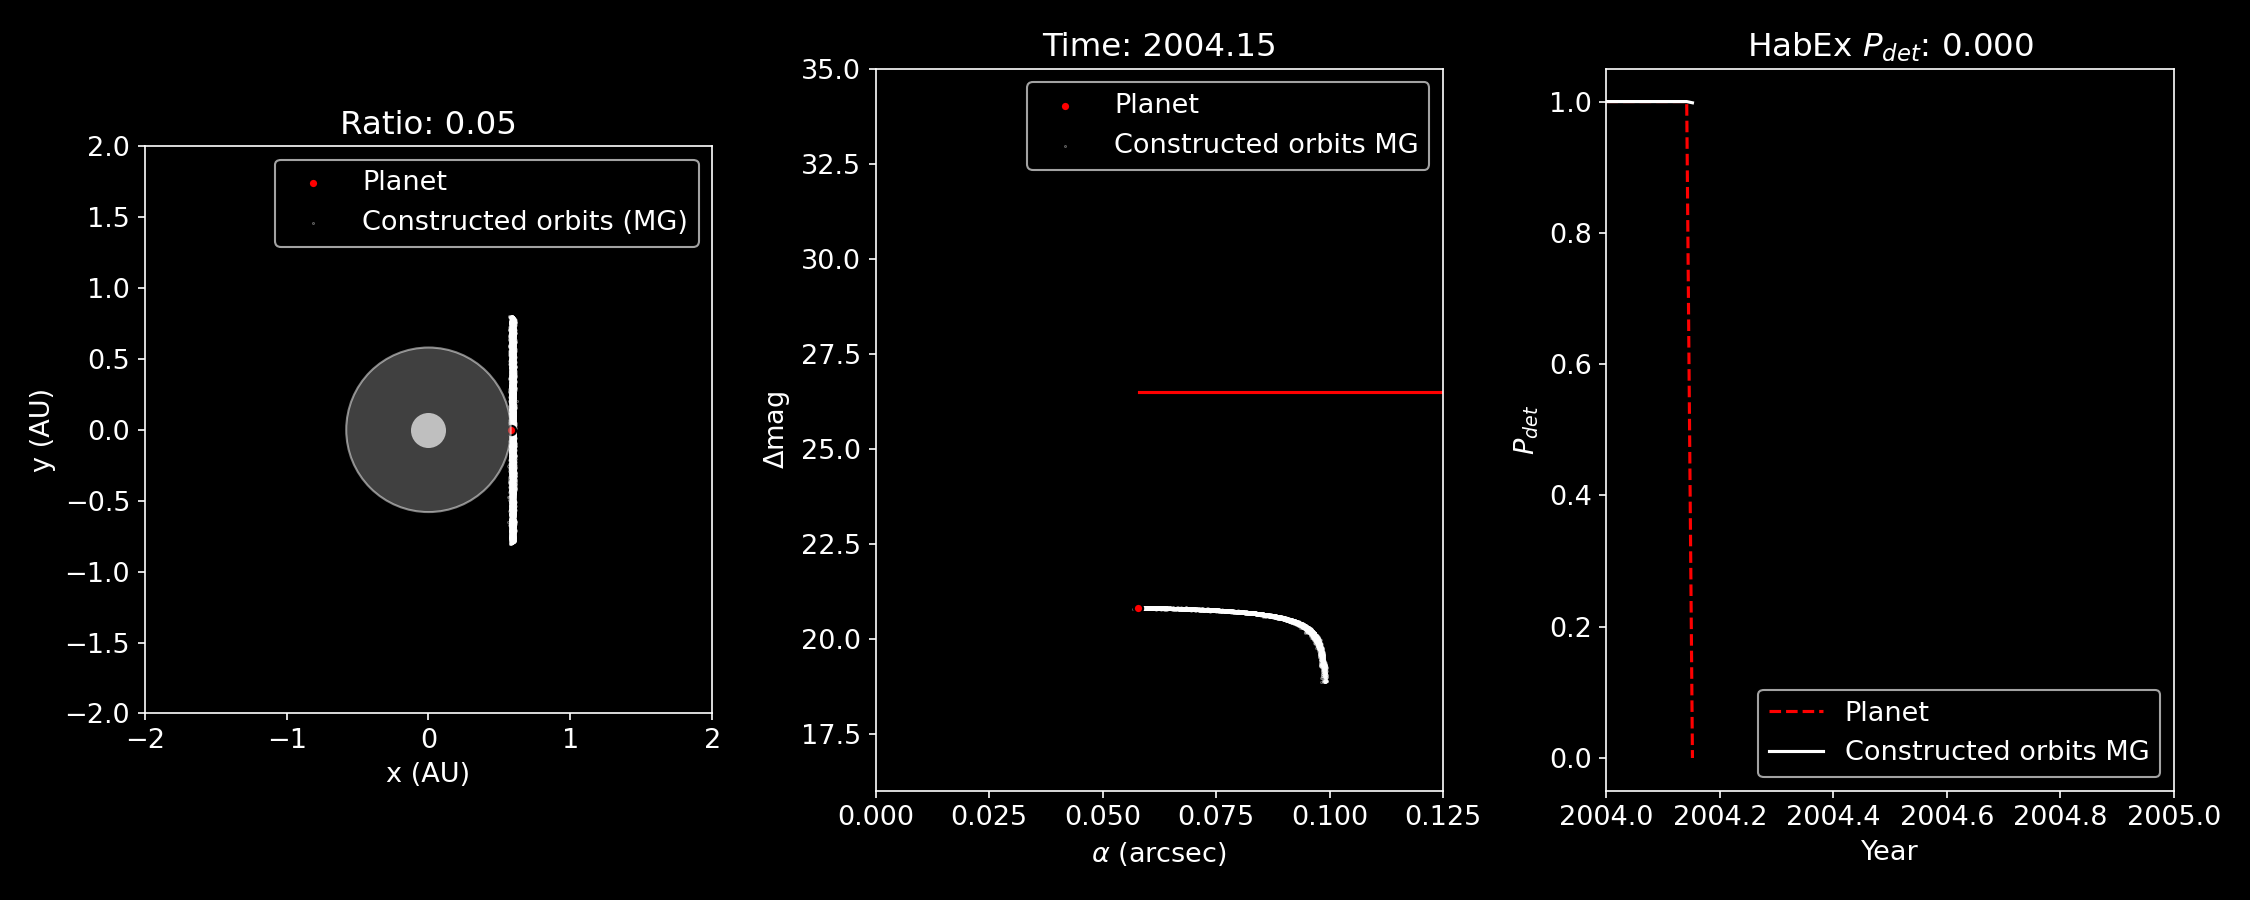 Ratio: 0.05
2.0
1.5
1.0
0.5
0.0
−0.5
−1.0
−1.5
−2.0
y (AU)
Planet
Constructed orbits (MG)
−2 −1 0 1 2
x (AU)
Time: 2004.15
35.0
32.5
30.0
27.5
25.0
22.5
20.0
17.5
Δmag
Planet
Constructed orbits MG
0.000 0.025 0.050 0.075 0.100 0.125
α (arcsec)
HabEx P_det: 0.000
1.0
0.8
0.6
0.4
0.2
0.0
P_det
Planet
Constructed orbits MG
2004.0 2004.2 2004.4 2004.6 2004.8 2005.0
Year